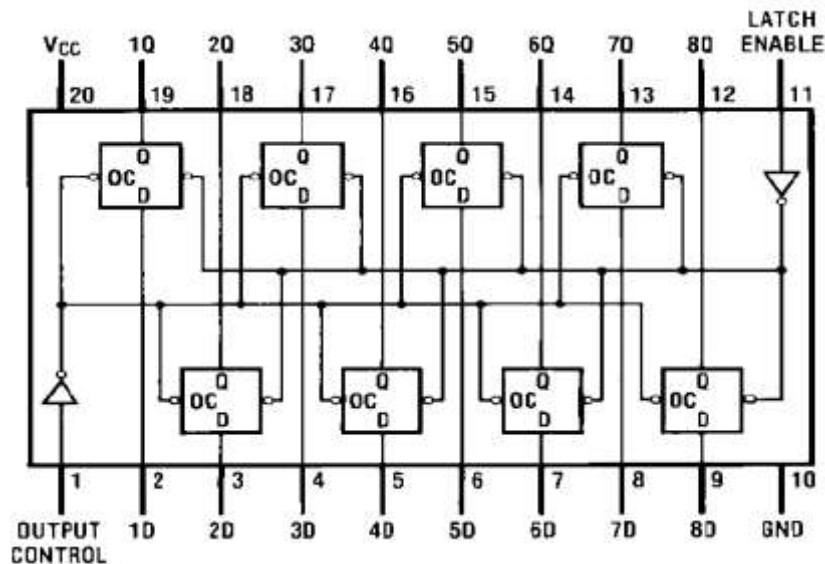 LATCH
VCC 1Q 2Q 3Q 4Q 5Q 6Q 7Q 8Q ENABLE
20 19 18 17 16 15 14 13 12 11
Q Q Q Q
OC OC OC OC
D D D D
Q Q Q Q
OC OC OC OC
D D D D
1 2 3 4 5 6 7 8 9 10
OUTPUT 1D 2D 3D 4D 5D 6D 7D 8D GND
CONTROL